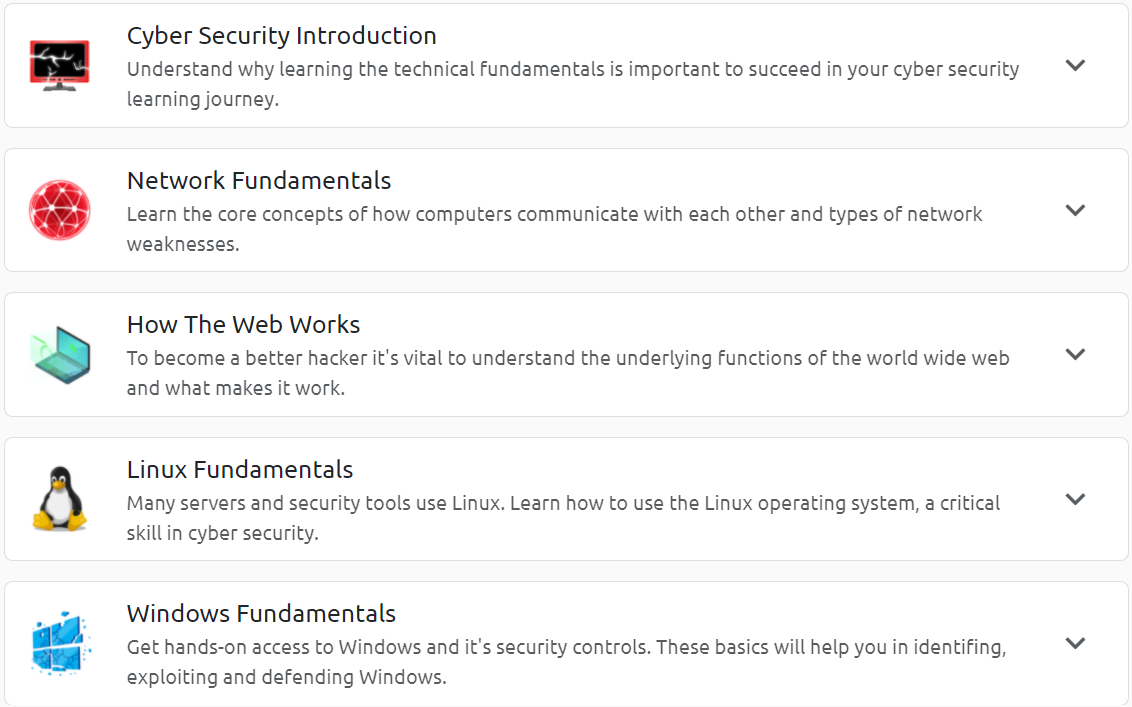 Cyber Security Introduction
Understand why learning the technical fundamentals is important to succeed in your cyber security
learning journey.
Network Fundamentals
Learn the core concepts of how computers communicate with each other and types of network
weaknesses.
How The Web Works
To become a better hacker it's vital to understand the underlying functions of the world wide web
and what makes it work.
Linux Fundamentals
Many servers and security tools use Linux. Learn how to use the Linux operating system, a critical
skill in cyber security.
Windows Fundamentals
Get hands-on access to Windows and it's security controls. These basics will help you in identifing,
exploiting and defending Windows.